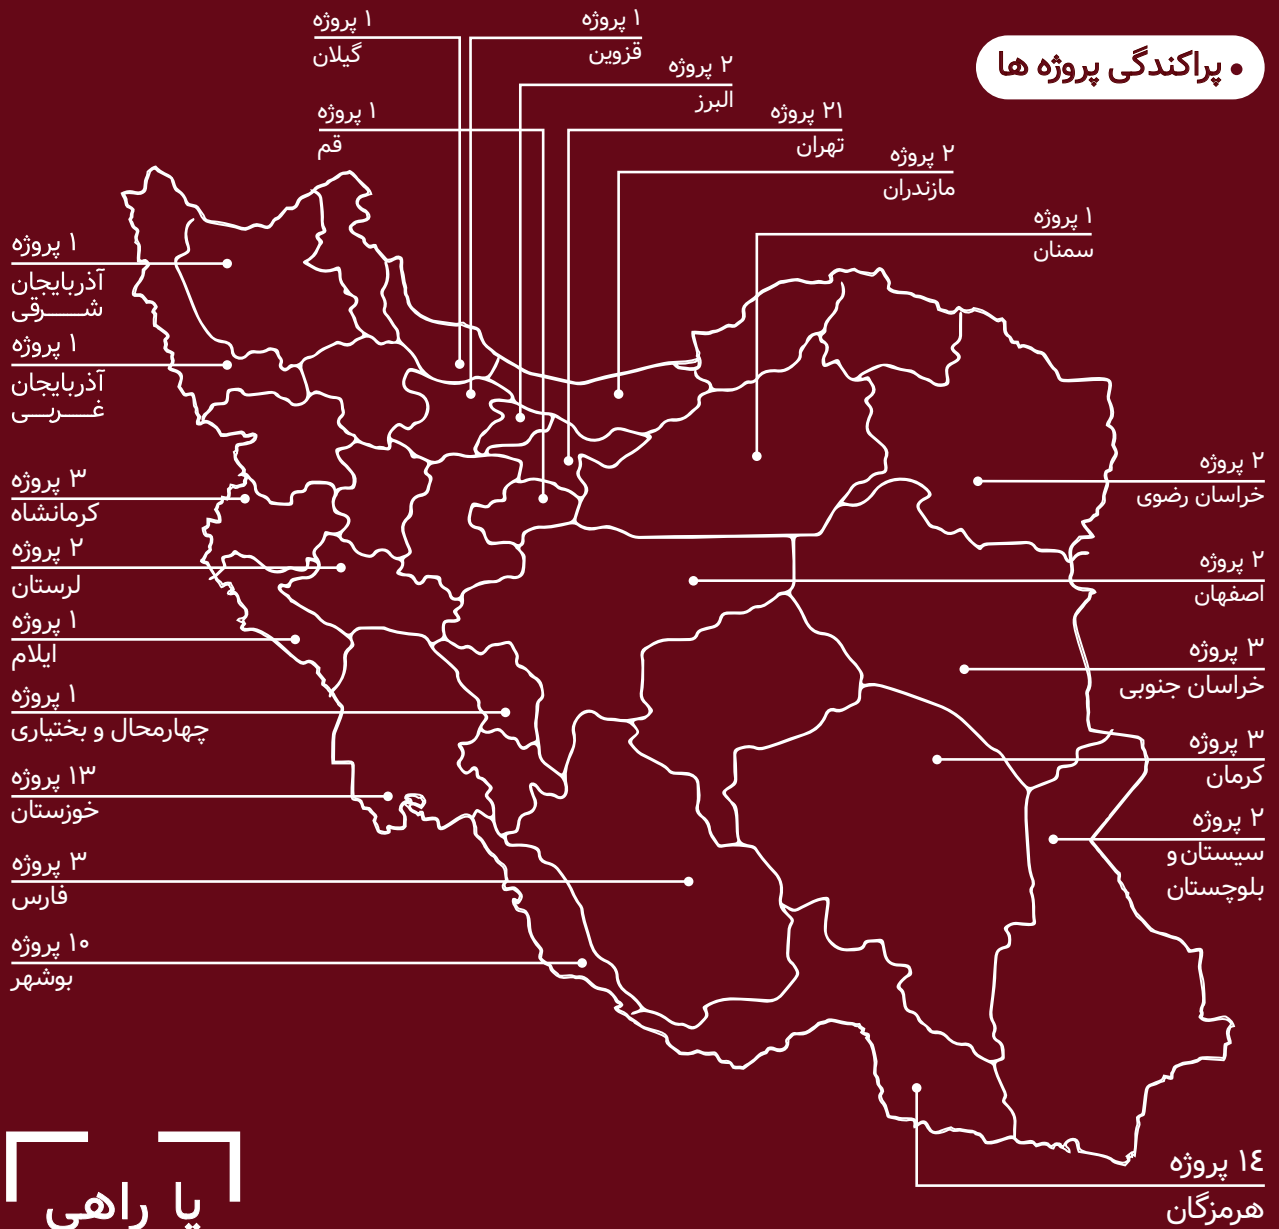 • پراکندگی پروژه ها
۱ پروژه
قزوین
۱ پروژه
گیلان
۲ پروژه
البرز
۲۱ پروژه
تهران
۱ پروژه
قم
۲ پروژه
مازندران
۱ پروژه
سمنان
۲ پروژه
خراسان رضوی
۲ پروژه
اصفهان
۳ پروژه
خراسان جنوبی
۳ پروژه
کرمان
۲ پروژه
سیستان و
بلوچستان
۱٤ پروژه
هرمزگان
۱ پروژه
آذربایجان
شـــرقی
۱ پروژه
آذربایجان
غـــربــی
۳ پروژه
کرمانشاه
۲ پروژه
لرستان
۱ پروژه
ایلام
۱ پروژه
چهارمحال و بختیاری
۱۳ پروژه
خوزستان
۳ پروژه
فارس
۱۰ پروژه
بوشهر
یا راهی